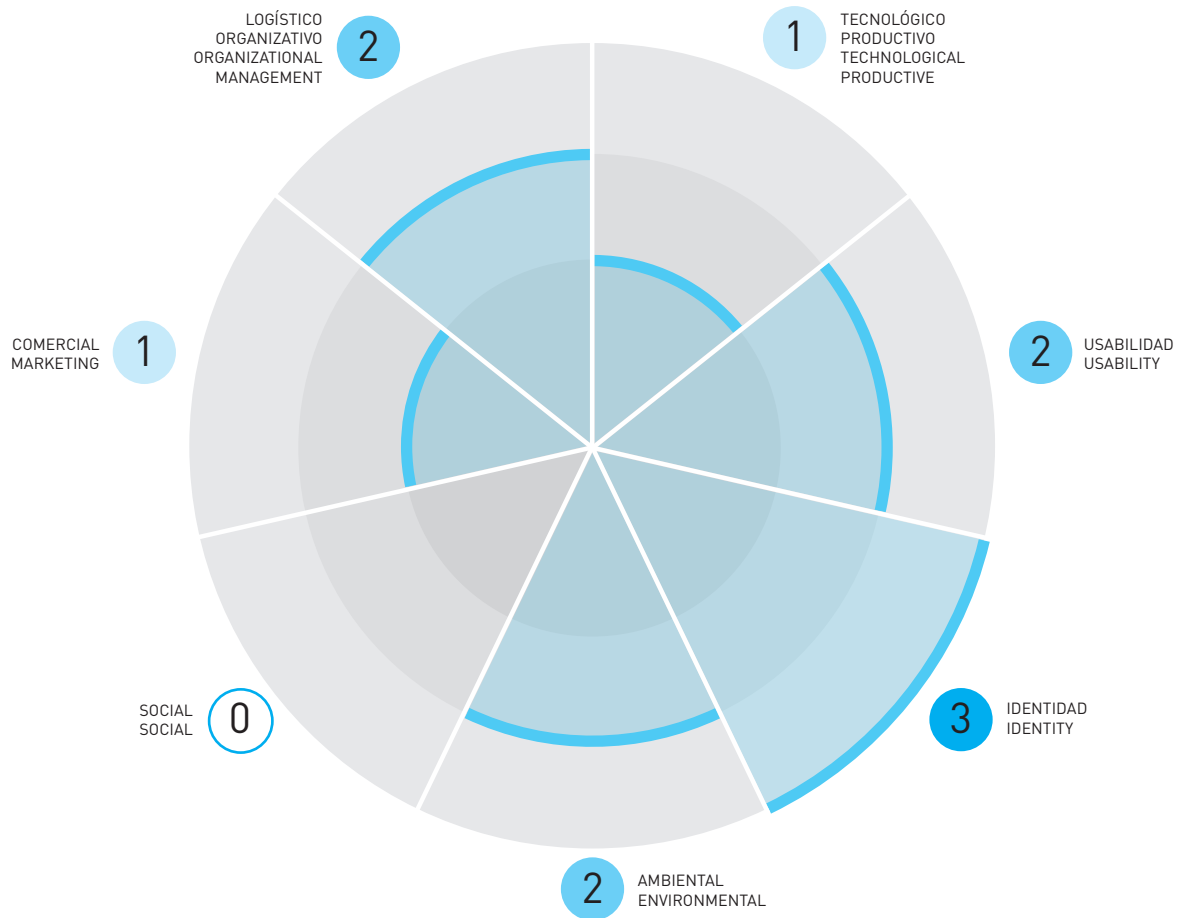 LOGÍSTICO
ORGANIZATIVO
ORGANIZATIONAL
MANAGEMENT
2
1
TECNOLÓGICO
PRODUCTIVO
TECHNOLOGICAL
PRODUCTIVE
COMERCIAL
MARKETING
1
2
USABILIDAD
USABILITY
SOCIAL
SOCIAL
0
3
IDENTIDAD
IDENTITY
2
AMBIENTAL
ENVIRONMENTAL